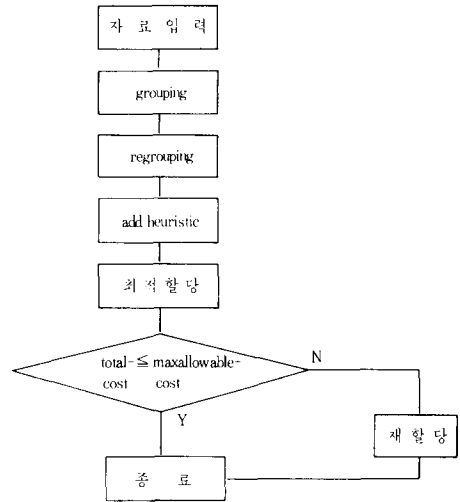 자 료 입 력
grouping
regrouping
add heuristic
최 적 할 당
total- ≦ maxallowable-
cost cost
N
Y
재 할 당
종 료